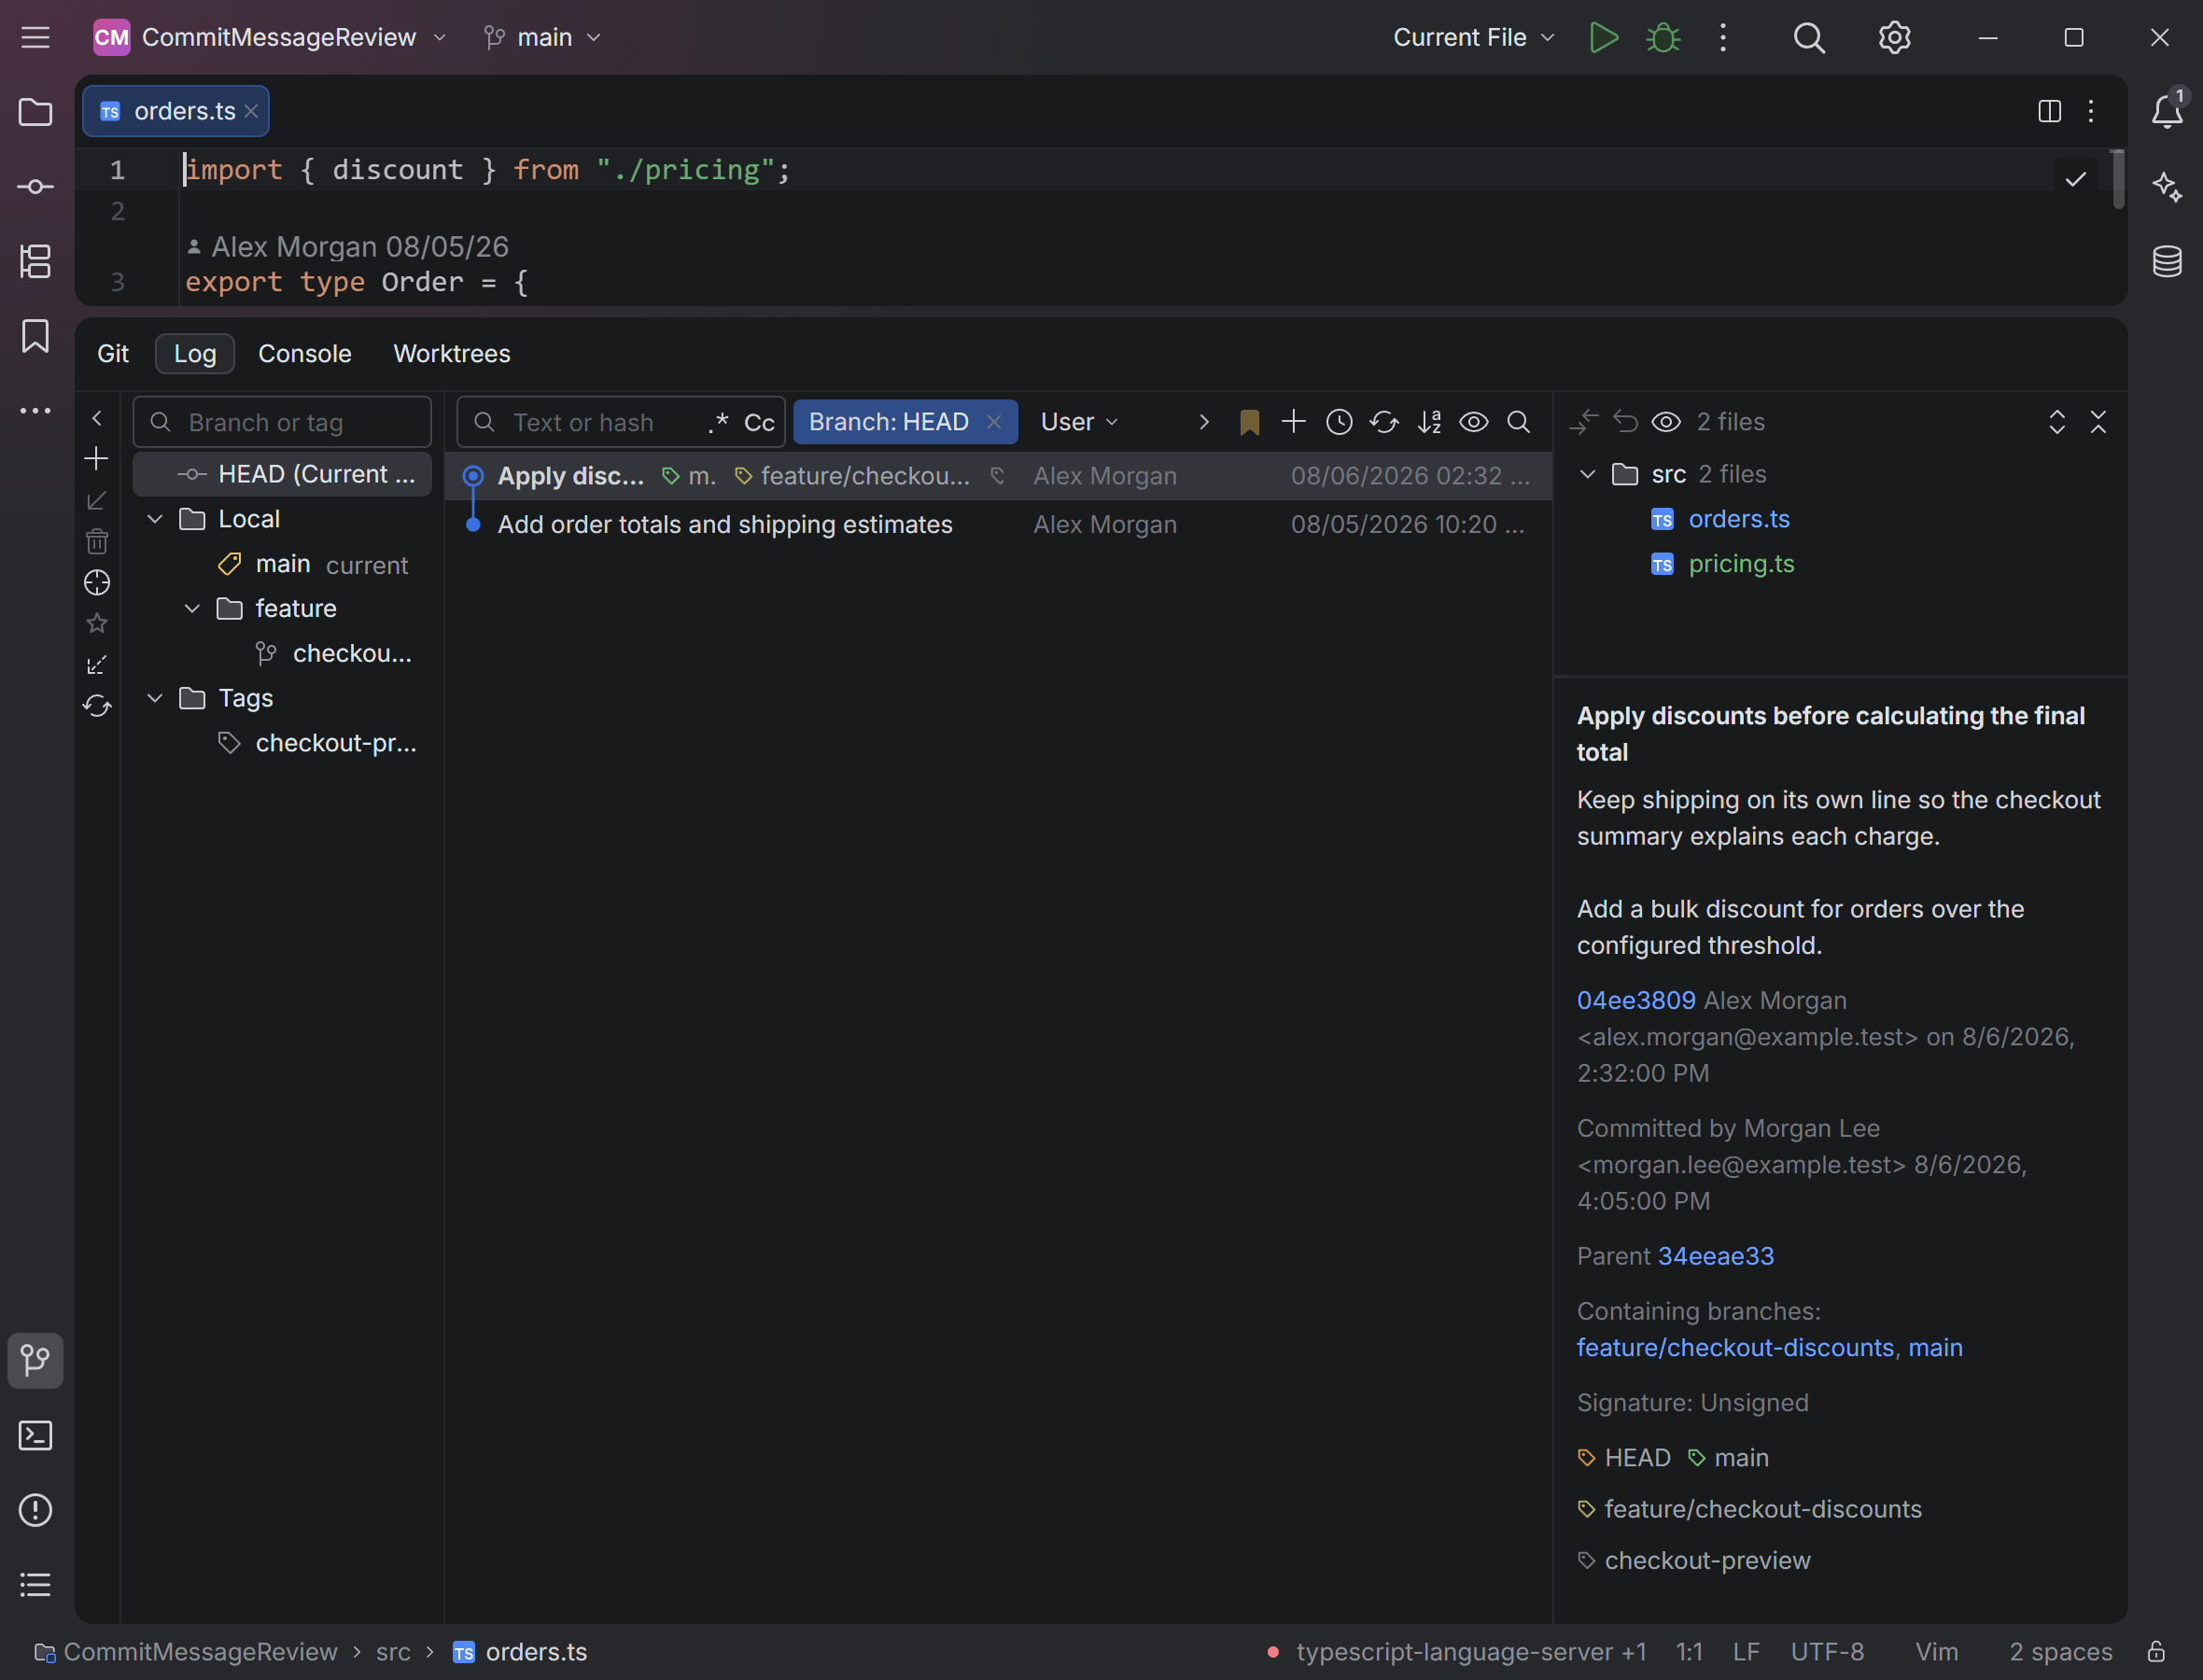 CM CommitMessageReview main Current File
orders.ts
1
1 import { discount } from "./pricing";
2
Alex Morgan 08/05/26
3 export type Order = {
Git Log Console Worktrees
Branch or tag
Text or hash .* Cc Branch: HEAD User
2 files
HEAD (Current ...
Local
main current
feature
checkou...
Tags
checkout-pr...
Apply disc... m. feature/checkou... Alex Morgan 08/06/2026 02:32 ...
Add order totals and shipping estimates Alex Morgan 08/05/2026 10:20 ...
src 2 files
TS orders.ts
TS pricing.ts
Apply discounts before calculating the final
total
Keep shipping on its own line so the checkout
summary explains each charge.
Add a bulk discount for orders over the
configured threshold.
04ee3809 Alex Morgan
<alex.morgan@example.test> on 8/6/2026,
2:32:00 PM
Committed by Morgan Lee
<morgan.lee@example.test> 8/6/2026,
4:05:00 PM
Parent 34eeae33
Containing branches:
feature/checkout-discounts, main
Signature: Unsigned
HEAD main
feature/checkout-discounts
checkout-preview
CommitMessageReview > src > TS orders.ts typescript-language-server +1 1:1 LF UTF-8 Vim 2 spaces